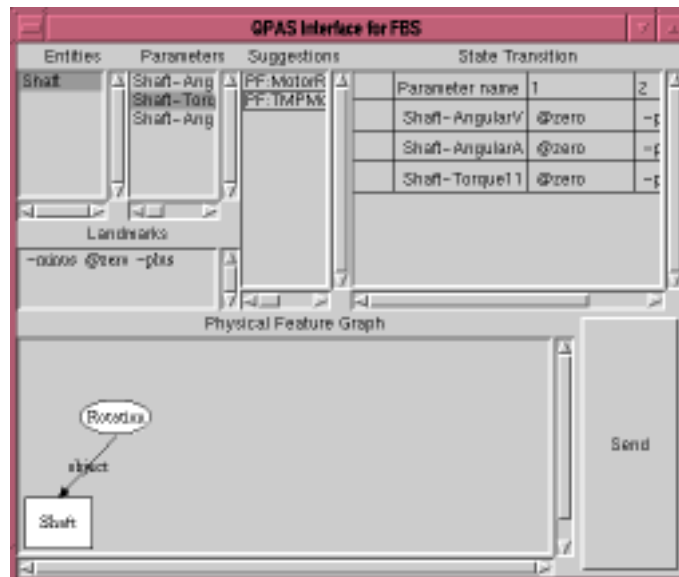 QPAS Interface for FBS
Entities Parameters Suggestions State Transition
Shaft
Shaft-Ang
Shaft-Torq
Shaft-Ang
PF:MotorR
PF:TMPMo
Parameter name 1 2
Shaft-AngularV @zero -p
Shaft-AngularA @zero -p
Shaft-Torque11 @zero -p
Landmarks
-minus @zero -plus
Physical Feature Graph
Rotation
object
Shaft
Send